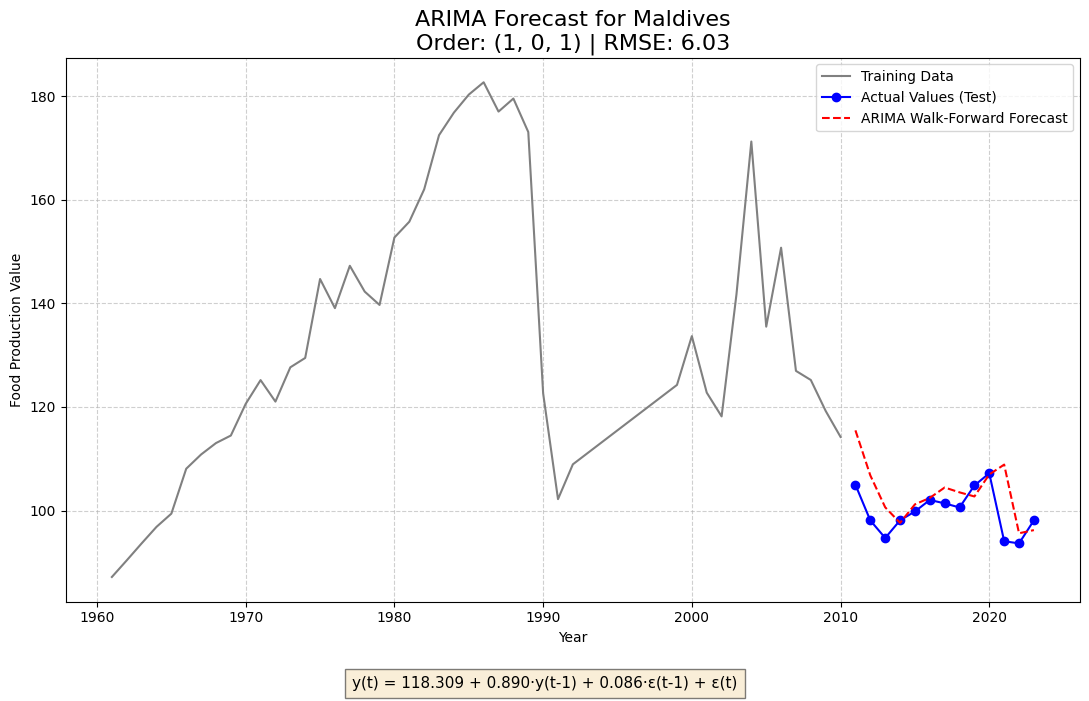 ARIMA Forecast for Maldives
Order: (1, 0, 1) | RMSE: 6.03
Training Data
Actual Values (Test)
ARIMA Walk-Forward Forecast
Food Production Value
180
160
140
120
100
1960
1970
1980
1990
2000
2010
2020
Year
y(t) = 118.309 + 0.890·y(t-1) + 0.086·ε(t-1) + ε(t)